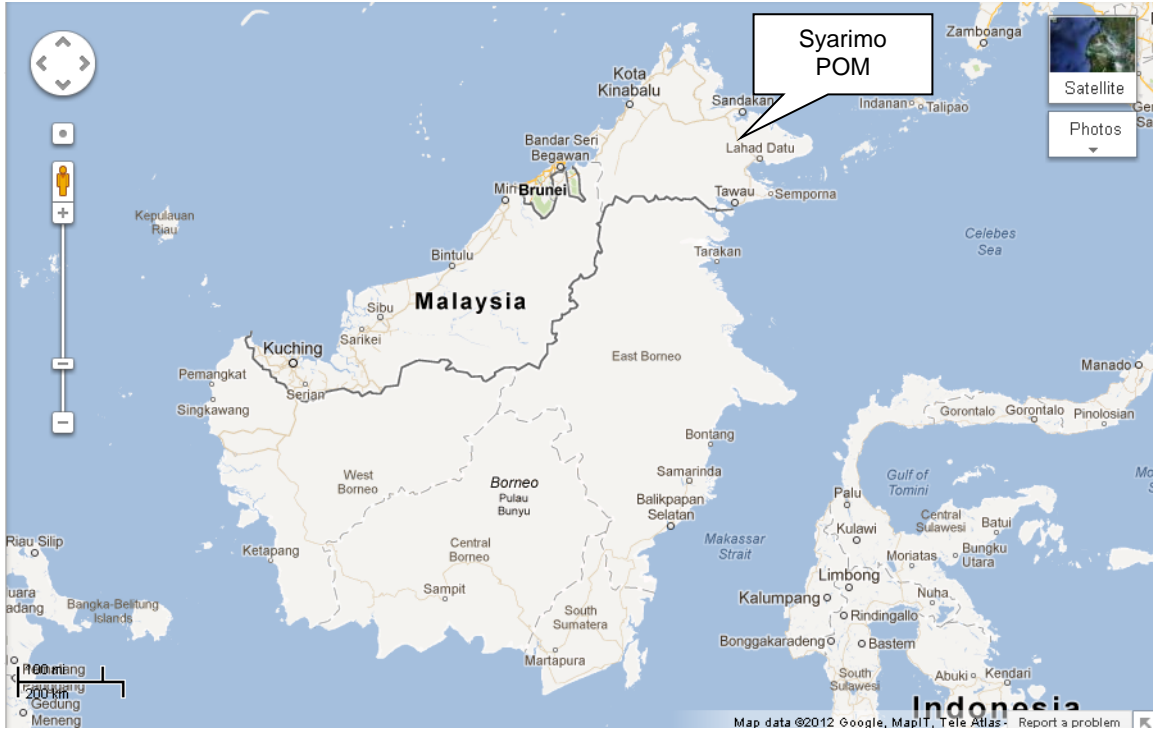 Syarimo
POM
Zamboanga
Satellite
Photos
Kota
Kinabalu
Sandakan
Indanan
Talipao
Bandar Seri
Begawan
Lahad Datu
Brunei
Tawau
Semporna
Kepulauan
Riau
Celebes
Sea
Bintulu
Tarakan
Malaysia
Sibu
Sarikei
Kuching
East Borneo
Manado
Pemangkat
Serian
Singkawang
Gorontalo
Gorontalo
Pinolosian
Bontang
West
Borneo
Borneo
Pulau
Bunyu
Samarinda
Gulf of
Tomini
Balikpapan
Selatan
Palu
Central
Sulawesi
Batui
Kulawi
Riau Silip
Ketapang
Central
Borneo
Makassar
Strait
Moriatas
Bungku
Utara
Limbong
Sampit
Kalumpang
Nuha
Bangka-Belitung
Islands
South
Sumatera
Rindingallo
Bonggakaradeng
Bastem
Martapura
South
Sulawesi
Abuki
Kendari
100 mi
200 km
Gedung
Meneng
Indonesia
Map data ©2012 Google, MapIT, Tele Atlas -
Report a problem